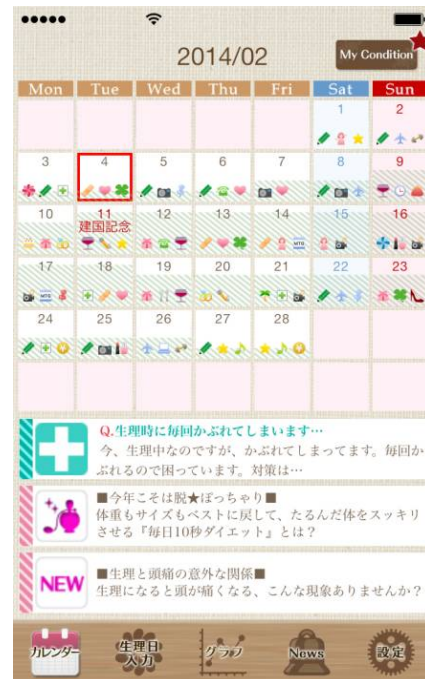 2014/02
My Condition
Mon Tue Wed Thu Fri Sat Sun
1 2
3 4 5 6 7 8 9
10 11 12 13 14 15 16
建国記念
17 18 19 20 21 22 23
24 25 26 27 28
Q.生理時に毎回かぶれてしまいます…
今、生理中なのですが、かぶれてしまってます。毎回か
ぶれるので困っています。対策は…
■今年こそは脱★ぽっちゃり■
体重もサイズもベストに戻して、たるんだ体をスッキリ
させる『毎日10秒ダイエット』とは？
NEW
■生理と頭痛の意外な関係■
生理になると頭が痛くなる、こんな現象ありませんか？
カレンダー 生理日 グラフ News 設定
入力